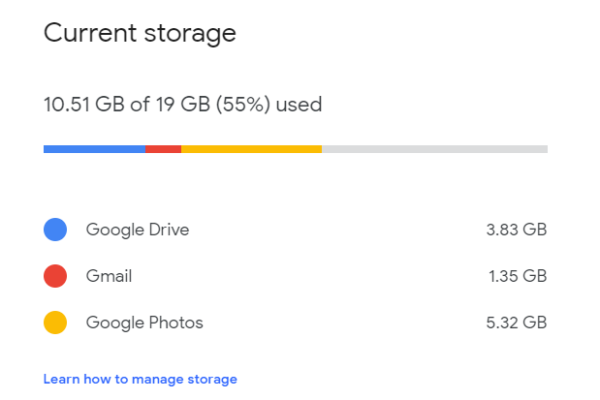 Current storage
10.51 GB of 19 GB (55%) used
Google Drive 3.83 GB
Gmail 1.35 GB
Google Photos 5.32 GB
Learn how to manage storage